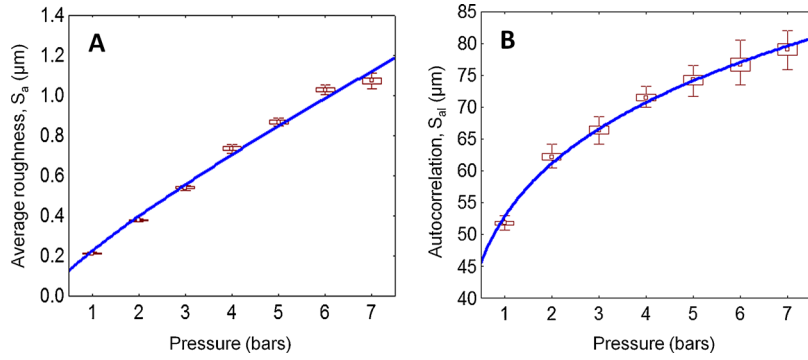 A
Average roughness, Sa (µm)
1.4
1.2
1.0
0.8
0.6
0.4
0.2
0.0
1 2 3 4 5 6 7
Pressure (bars)
B
Autocorrelation, Sal (µm)
85
80
75
70
65
60
55
50
45
40
1 2 3 4 5 6 7
Pressure (bars)